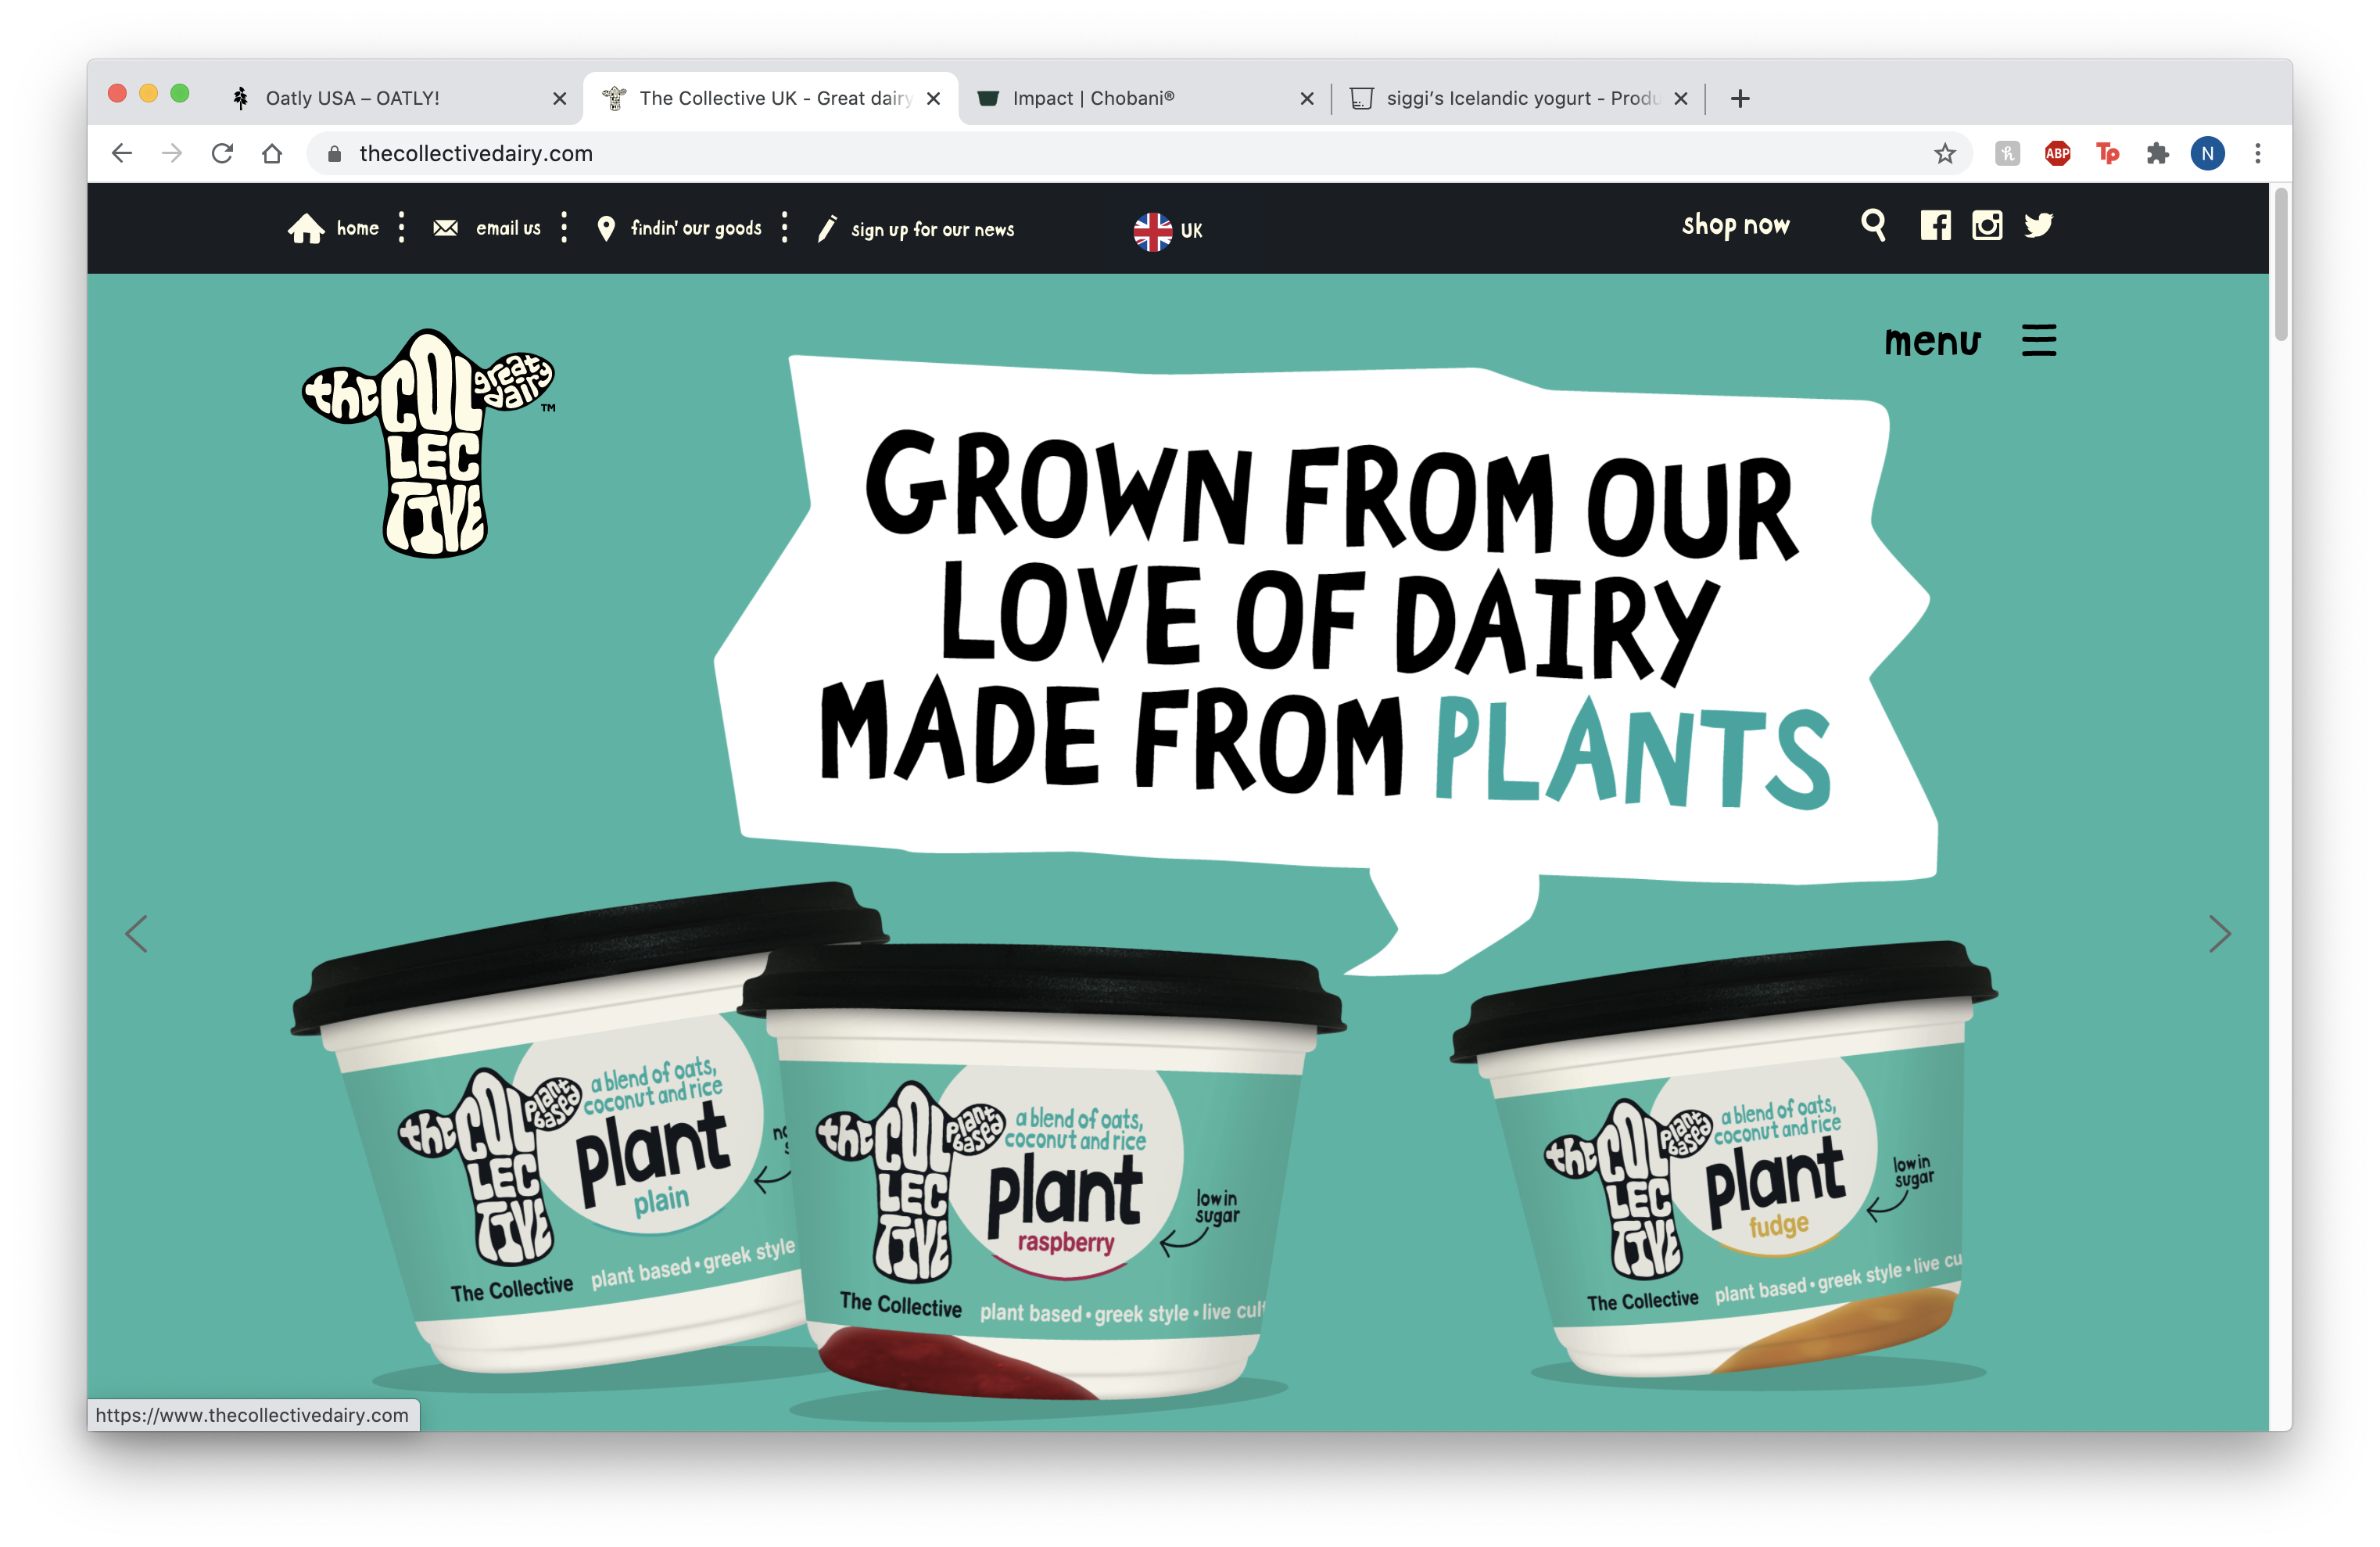 Oatly USA – OATLY!
The Collective UK - Great dairy
Impact | Chobani®
siggi's Icelandic yogurt - Produ
thecollectivedairy.com
ABP
Tp
N
home
email us
findin' our goods
sign up for our news
UK
shop now
menu
the COL great dairy
LEC
TIVE
TM
GROWN FROM OUR
LOVE OF DAIRY
MADE FROM PLANTS
the COL plant based
LEC
TIVE
a blend of oats,
coconut and rice
plant
plain
The Collective
plant based • greek style
the COL plant based
LEC
TIVE
a blend of oats,
coconut and rice
plant
raspberry
low in
sugar
The Collective
plant based • greek style • live cul
the COL plant based
LEC
TIVE
a blend of oats,
coconut and rice
plant
fudge
low in
sugar
The Collective
plant based • greek style • live cu
https://www.thecollectivedairy.com